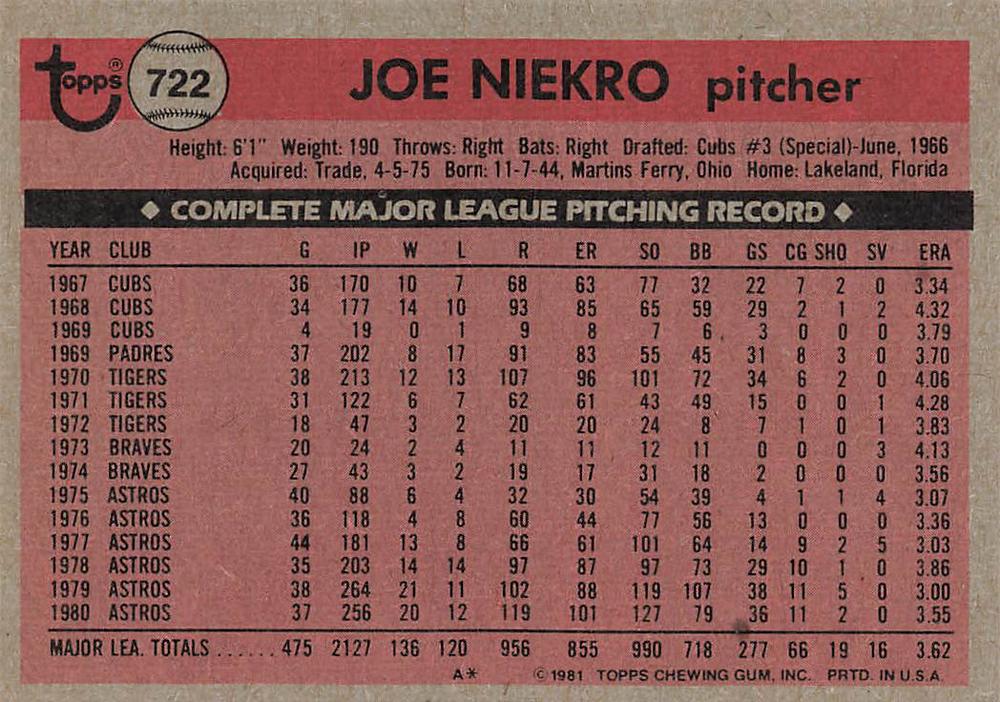 topps® 722 JOE NIEKRO pitcher
Height: 6'1" Weight: 190 Throws: Right Bats: Right Drafted: Cubs #3 (Special)-June, 1966
Acquired: Trade, 4-5-75 Born: 11-7-44, Martins Ferry, Ohio Home: Lakeland, Florida
◆ COMPLETE MAJOR LEAGUE PITCHING RECORD ◆
YEAR CLUB G IP W L R ER SO BB GS CG SHO SV ERA
1967 CUBS 36 170 10 7 68 63 77 32 22 7 2 0 3.34
1968 CUBS 34 177 14 10 93 85 65 59 29 2 1 2 4.32
1969 CUBS 4 19 0 1 9 8 7 6 3 0 0 0 3.79
1969 PADRES 37 202 8 17 91 83 55 45 31 8 3 0 3.70
1970 TIGERS 38 213 12 13 107 96 101 72 34 6 2 0 4.06
1971 TIGERS 31 122 6 7 62 61 43 49 15 0 0 1 4.28
1972 TIGERS 18 47 3 2 20 20 24 8 7 1 0 1 3.83
1973 BRAVES 20 24 2 4 11 11 12 11 0 0 0 3 4.13
1974 BRAVES 27 43 3 2 19 17 31 18 2 0 0 0 3.56
1975 ASTROS 40 88 6 4 32 30 54 39 4 1 1 4 3.07
1976 ASTROS 36 118 4 8 60 44 77 56 13 0 0 0 3.36
1977 ASTROS 44 181 13 8 66 61 101 64 14 9 2 5 3.03
1978 ASTROS 35 203 14 14 97 87 97 73 29 10 1 0 3.86
1979 ASTROS 38 264 21 11 102 88 119 107 38 11 5 0 3.00
1980 ASTROS 37 256 20 12 119 101 127 79 36 11 2 0 3.55
MAJOR LEA. TOTALS ...... 475 2127 136 120 956 855 990 718 277 66 19 16 3.62
A* © 1981 TOPPS CHEWING GUM, INC. PRTD. IN U.S.A.